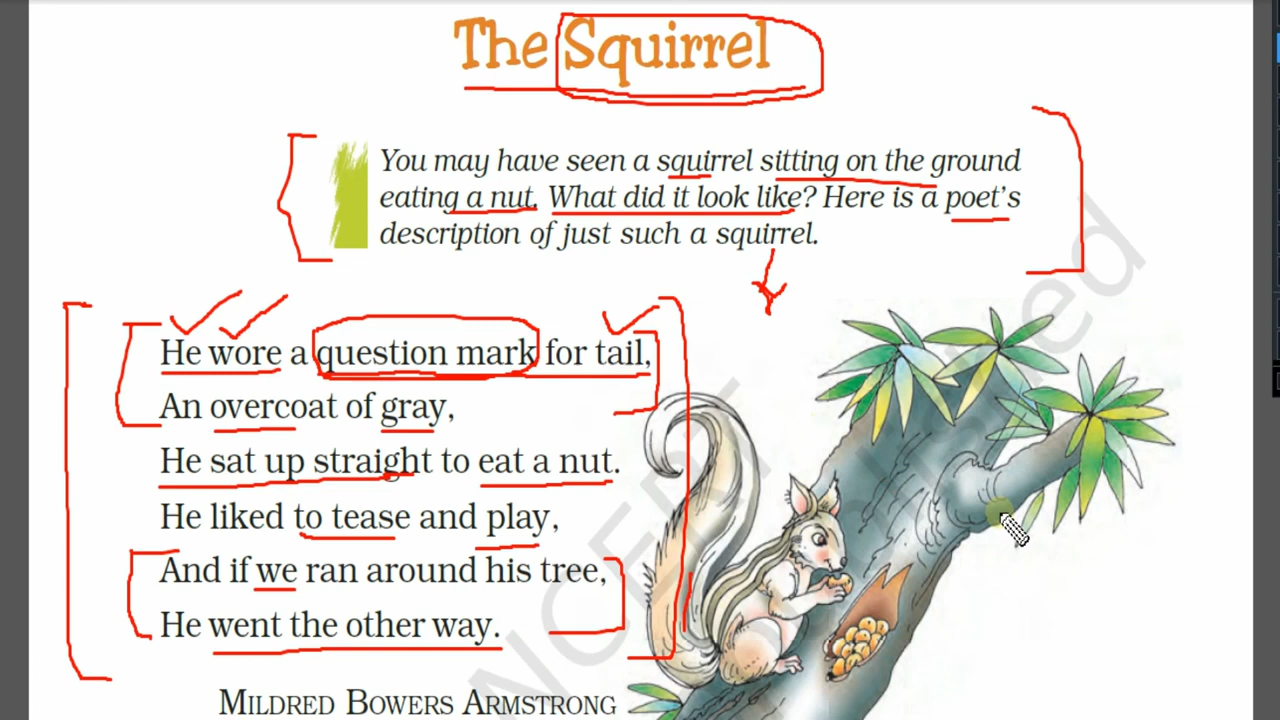 The Squirrel
You may have seen a squirrel sitting on the ground
eating a nut. What did it look like? Here is a poet's
description of just such a squirrel.
He wore a question mark for tail,
An overcoat of gray,
He sat up straight to eat a nut.
He liked to tease and play,
And if we ran around his tree,
He went the other way.
MILDRED BOWERS ARMSTRONG